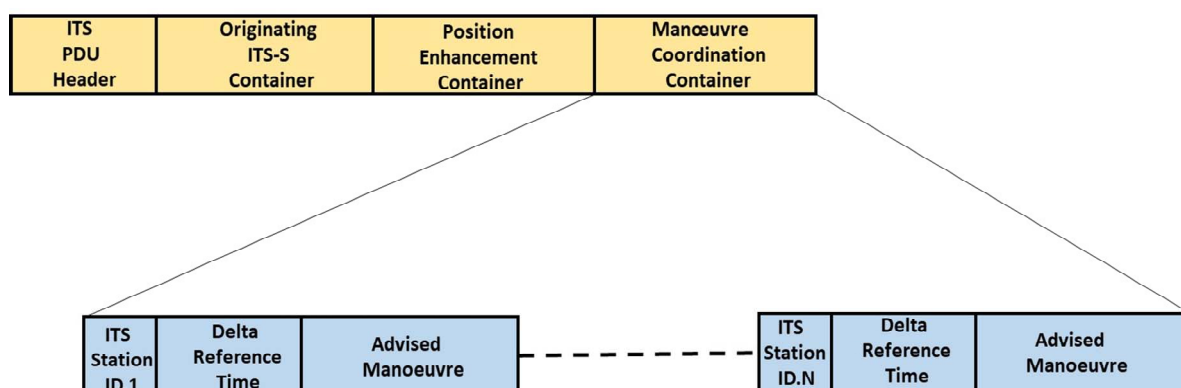 ITS
PDU
Header
Originating
ITS-S
Container
Position
Enhancement
Container
Manœuvre
Coordination
Container
ITS
Station
ID.1
Delta
Reference
Time
Advised
Manoeuvre
ITS
Station
ID.N
Delta
Reference
Time
Advised
Manoeuvre